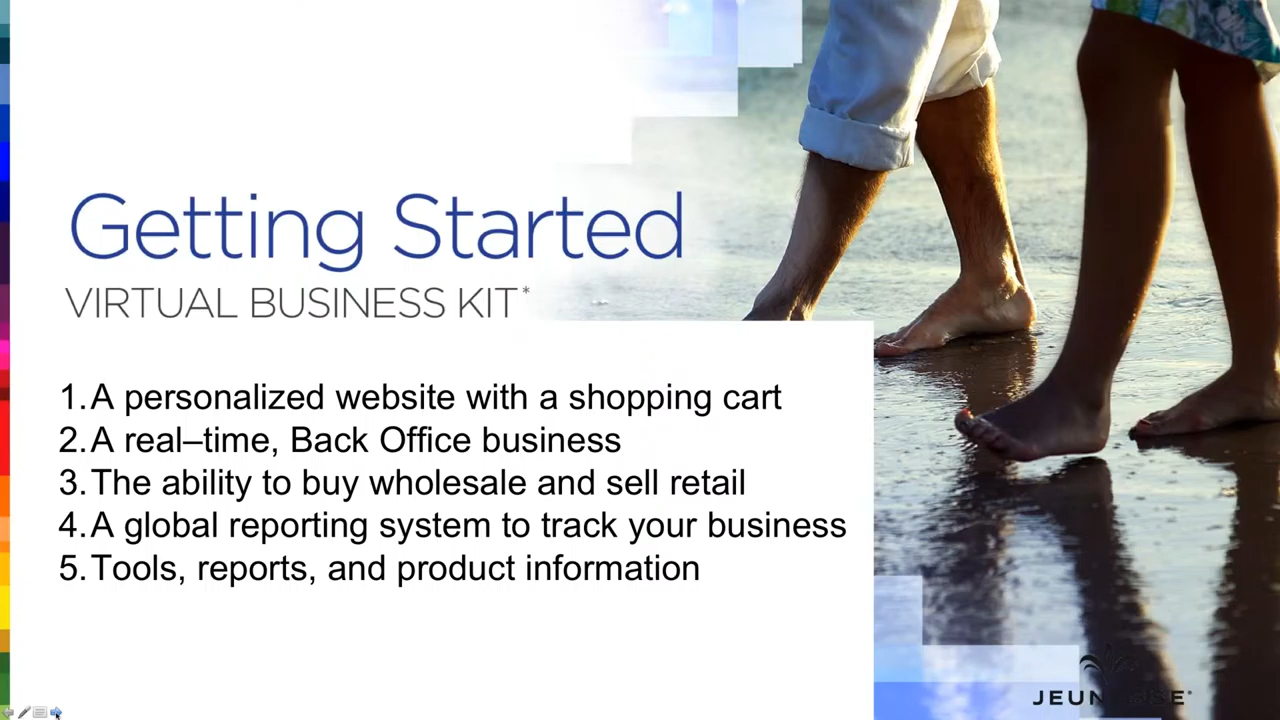 Getting Started
VIRTUAL BUSINESS KIT*
1. A personalized website with a shopping cart
2. A real–time, Back Office business
3. The ability to buy wholesale and sell retail
4. A global reporting system to track your business
5. Tools, reports, and product information